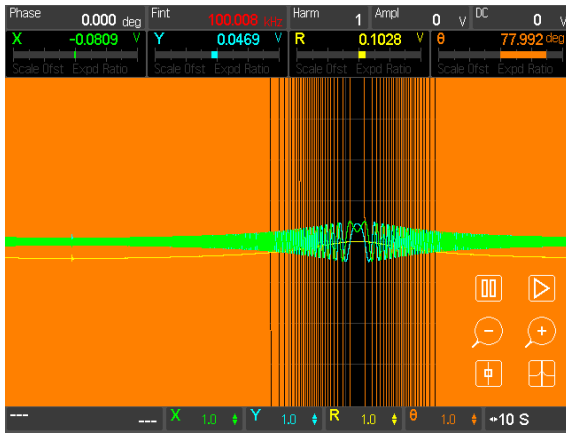 Phase 0.000 deg
Fint 100.008 kHz
Harm 1
Ampl 0 V
DC 0 V
X -0.0809 V
Scale Ofst Expd Ratio
Y 0.0469 V
Scale Ofst Expd Ratio
R 0.1028 V
Scale Ofst Expd Ratio
θ 77.992 deg
Scale Ofst Expd Ratio
--- ---
X 1.0
Y 1.0
R 1.0
θ 1.0
10 S